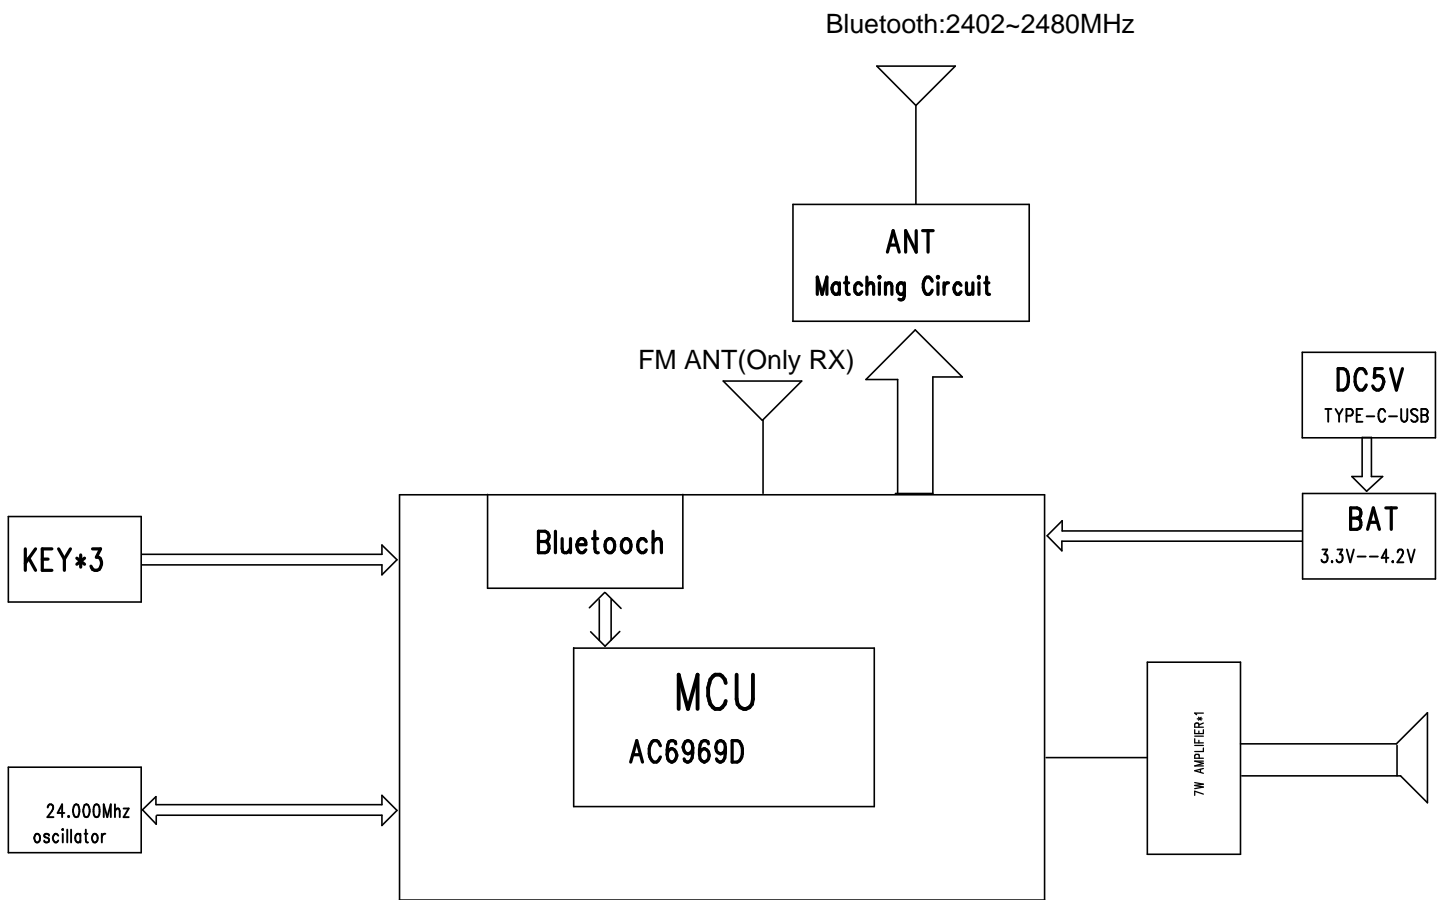 Bluetooth:2402~2480MHz
ANT
Matching Circuit
FM ANT(Only RX)
DC5V
TYPE-C-USB
BAT
3.3V--4.2V
KEY*3
Bluetooch
MCU
AC6969D
7W AMPLIFIER*1
24.000Mhz
oscillator